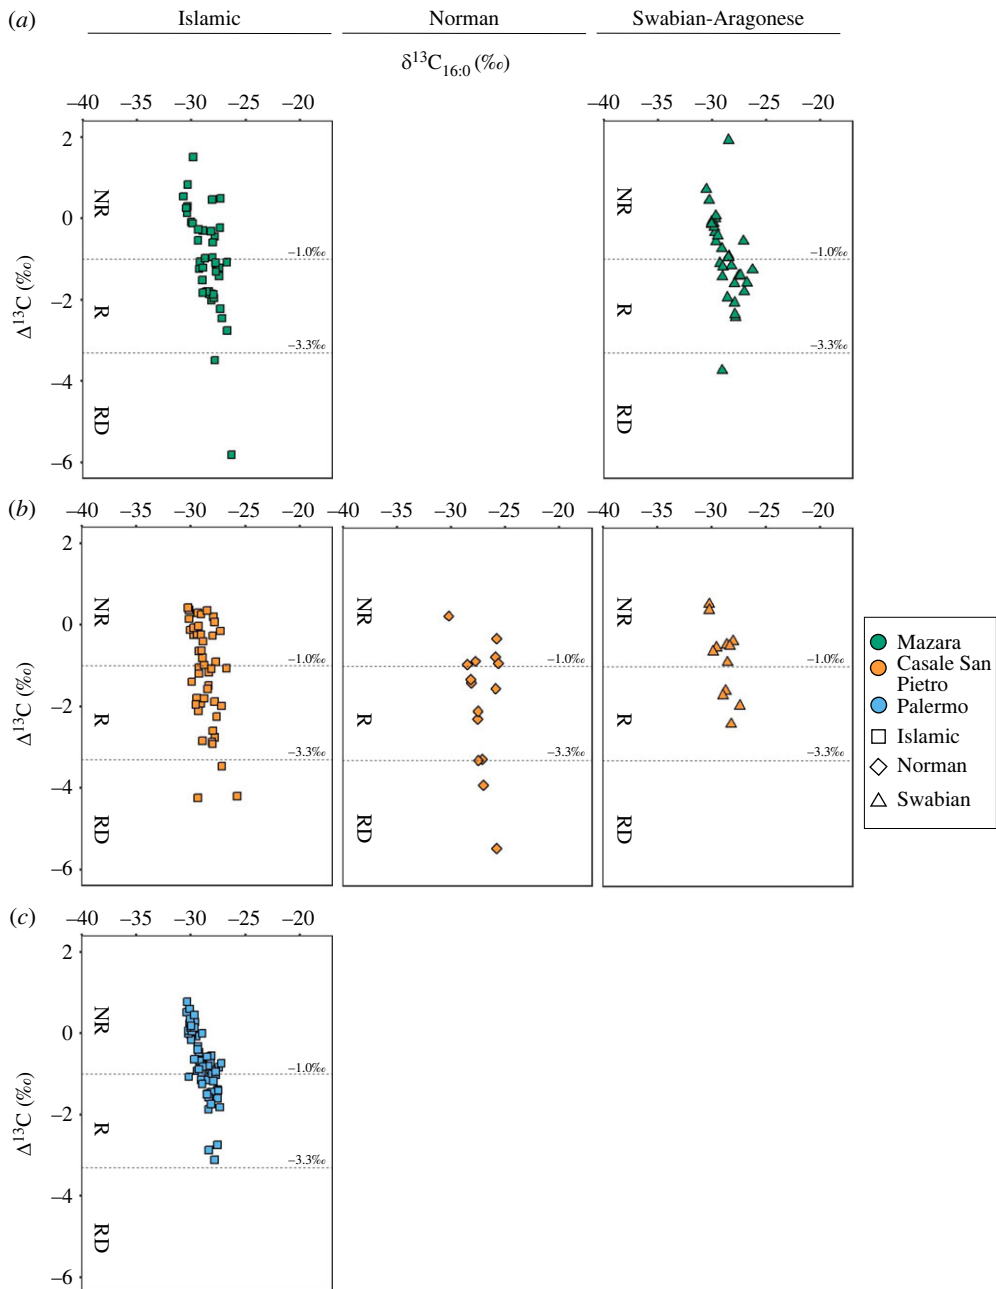 (a) Islamic Norman Swabian-Aragonese
δ13C16:0 (‰)
–40 –35 –30 –25 –20 –40 –35 –30 –25 –20
2
0
–2
–4
–6
Δ13C (‰)
NR
R
RD
–1.0‰
–3.3‰
NR
R
RD
–1.0‰
–3.3‰
(b)
–40 –35 –30 –25 –20 –40 –35 –30 –25 –20 –40 –35 –30 –25 –20
2
0
–2
–4
–6
Δ13C (‰)
NR
R
RD
–1.0‰
–3.3‰
NR
R
RD
–1.0‰
–3.3‰
NR
R
RD
–1.0‰
–3.3‰
Mazara
Casale San
Pietro
Palermo
Islamic
Norman
Swabian
(c)
–40 –35 –30 –25 –20
2
0
–2
–4
–6
Δ13C (‰)
NR
R
RD
–1.0‰
–3.3‰